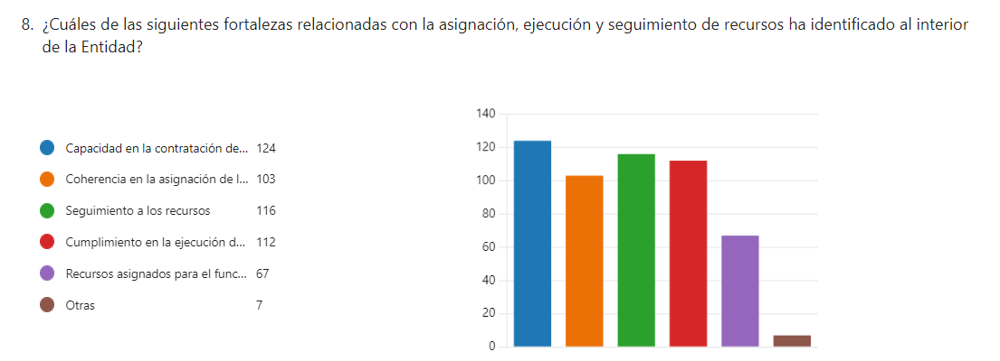 8. ¿Cuáles de las siguientes fortalezas relacionadas con la asignación, ejecución y seguimiento de recursos ha identificado al interior
de la Entidad?
Capacidad en la contratación de... 124
Coherencia en la asignación de l... 103
Seguimiento a los recursos 116
Cumplimiento en la ejecución d... 112
Recursos asignados para el func... 67
Otras 7
140
120
100
80
60
40
20
0